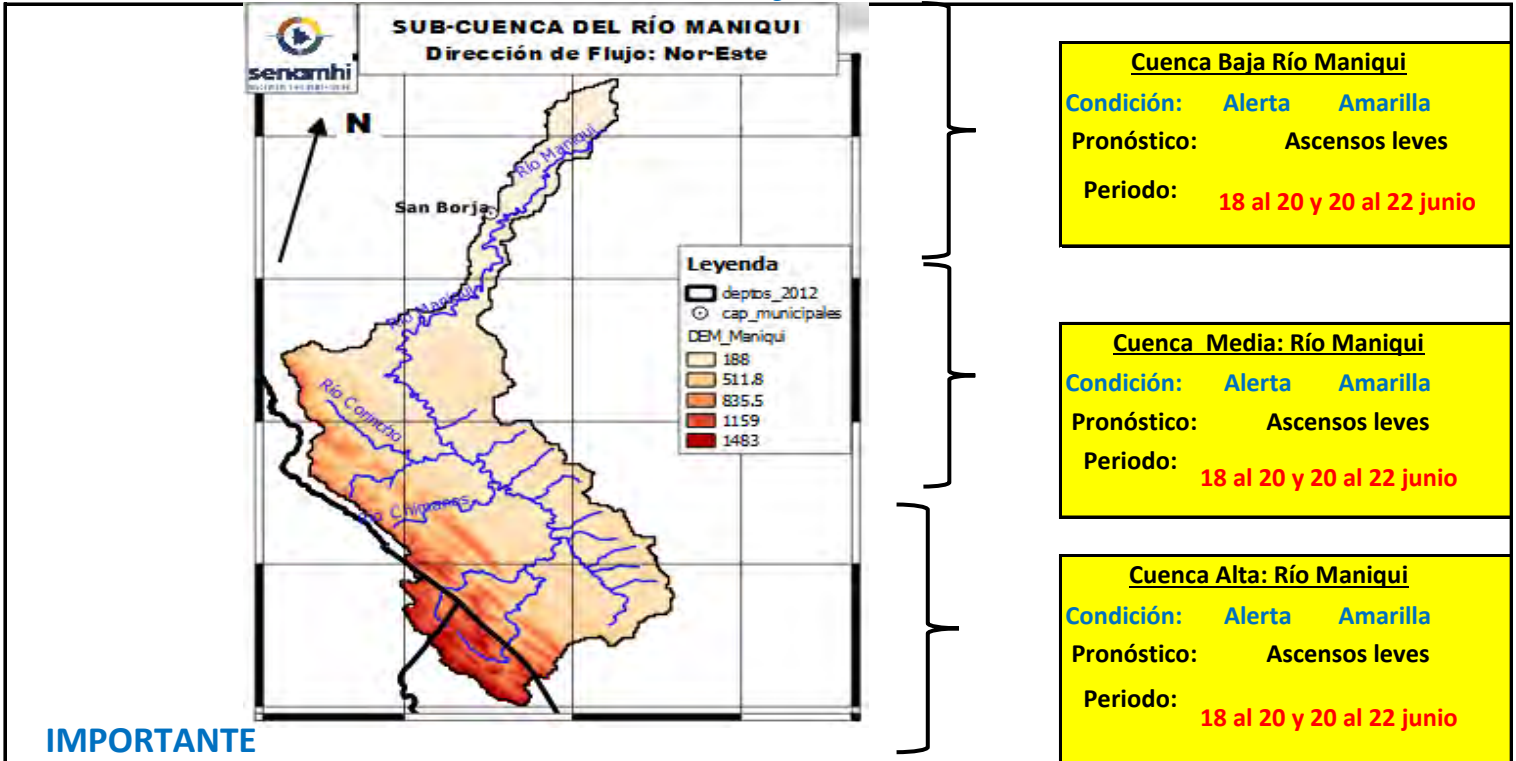 SUB-CUENCA DEL RÍO MANIQUI
Dirección de Flujo: Nor-Este
senamhi
N
Río Maniqui
San Borja
Río Maniqui
Río Corincho
Río Chimanes
Leyenda
deptos_2012
cap_municipales
DEM_Maniqui
188
511.8
835.5
1159
1483
Cuenca Baja Río Maniqui
Condición: Alerta Amarilla
Pronóstico: Ascensos leves
Periodo: 18 al 20 y 20 al 22 junio
Cuenca Media: Río Maniqui
Condición: Alerta Amarilla
Pronóstico: Ascensos leves
Periodo: 18 al 20 y 20 al 22 junio
Cuenca Alta: Río Maniqui
Condición: Alerta Amarilla
Pronóstico: Ascensos leves
Periodo: 18 al 20 y 20 al 22 junio
IMPORTANTE